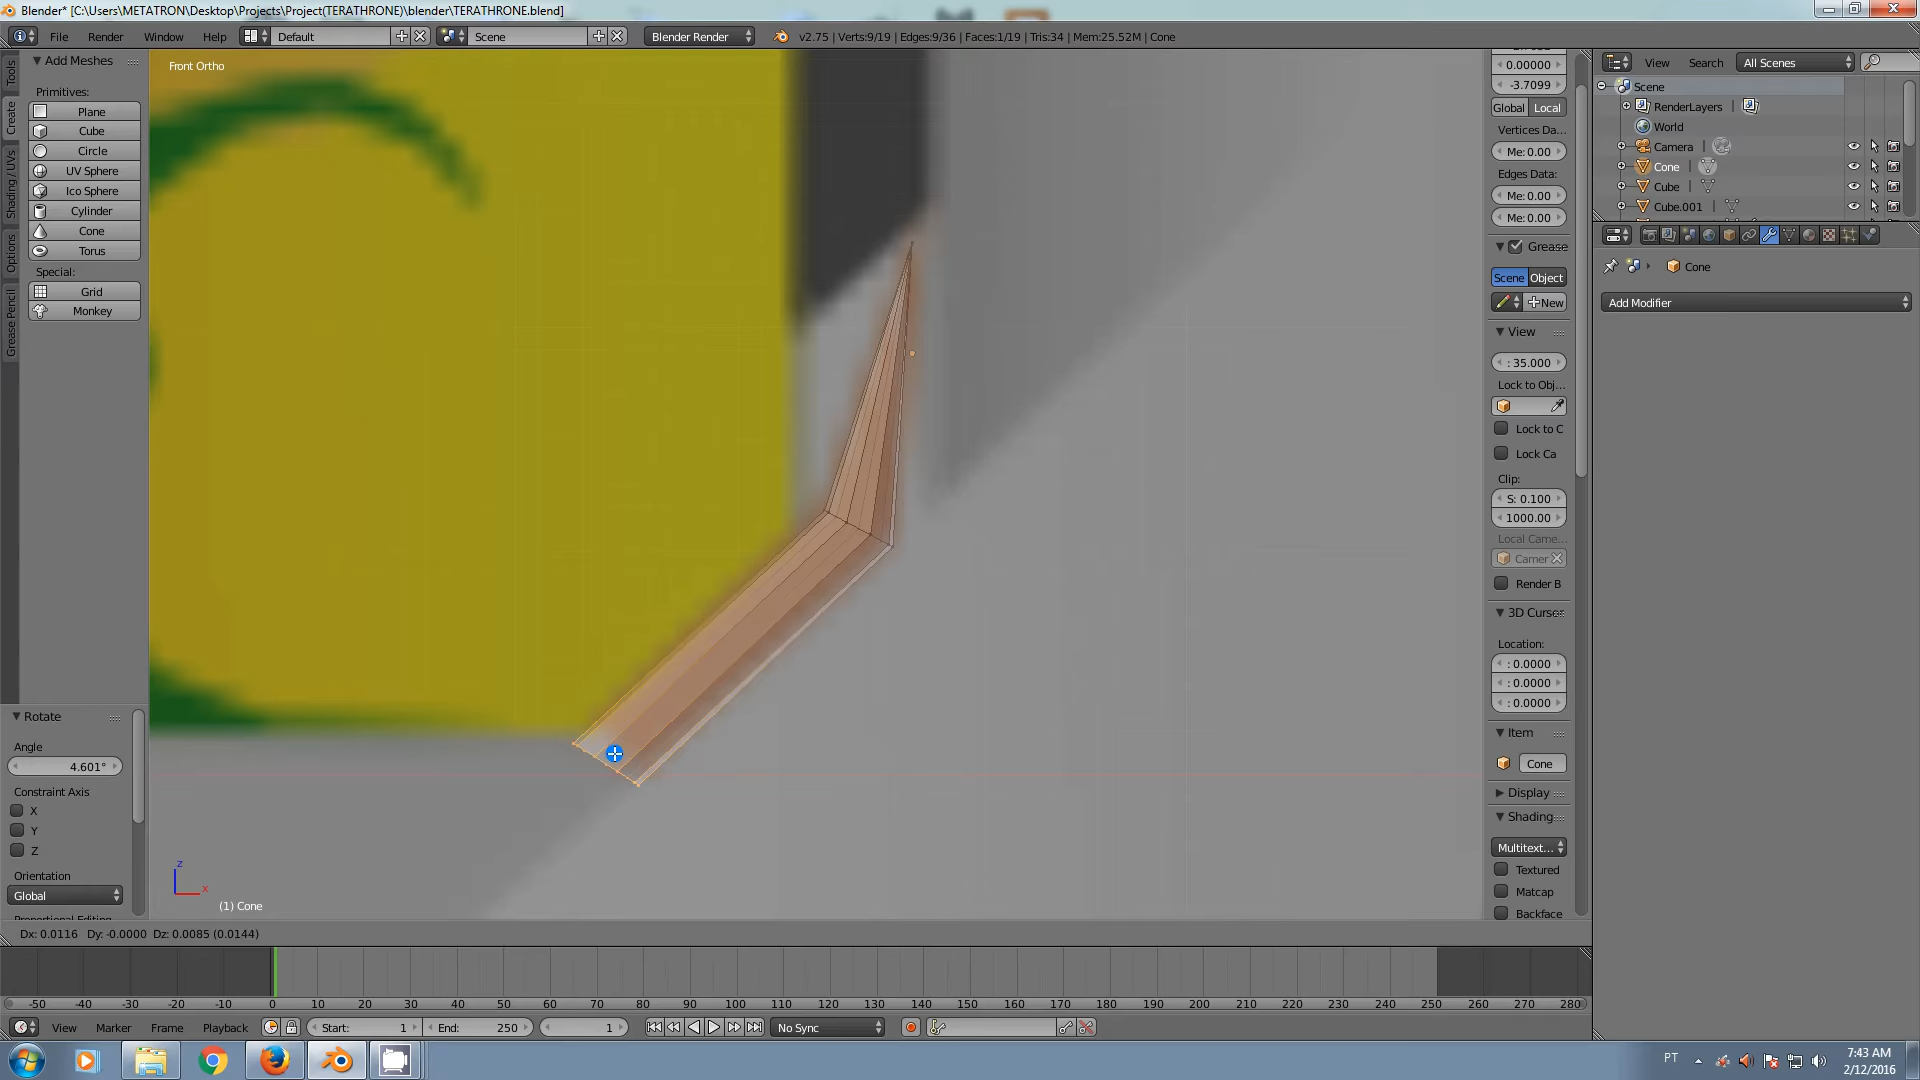 Blender* [C:\Users\METATRON\Desktop\Projects\Project(TERATHRONE)\blender\TERATHRONE.blend]
File Render Window Help Default Scene Blender Render v2.75 | Verts:9/19 | Edges:9/36 | Faces:1/19 | Tris:34 | Mem:25.52M | Cone
Tools
Create
Shading / UVs
Options
Grease Pencil
Add Meshes
Primitives:
Plane
Cube
Circle
UV Sphere
Ico Sphere
Cylinder
Cone
Torus
Special:
Grid
Monkey
Rotate
Angle
4.601°
Constraint Axis
X
Y
Z
Orientation
Global
Front Ortho
(1) Cone
0.00000
-3.7099
Global Local
Vertices Da...
Me: 0.00
Edges Data:
Me: 0.00
Me: 0.00
Grease
Scene Object
New
View
: 35.000
Lock to Obj...
Lock to C
Lock Ca
Clip:
S: 0.100
1000.00
Local Came...
Camer
Render B
3D Curso
Location:
: 0.0000
: 0.0000
: 0.0000
Item
Cone
Display
Shading
Multitext...
Textured
Matcap
Backface
View Search All Scenes
Scene
RenderLayers
World
Camera
Cone
Cube
Cube.001
Cone
Add Modifier
Dx: 0.0116 Dy: -0.0000 Dz: 0.0085 (0.0144)
-50 -40 -30 -20 -10 0 10 20 30 40 50 60 70 80 90 100 110 120 130 140 150 160 170 180 190 200 210 220 230 240 250 260 270 280
View Marker Frame Playback Start: 1 End: 250 1 No Sync
PT
7:43 AM
2/12/2016